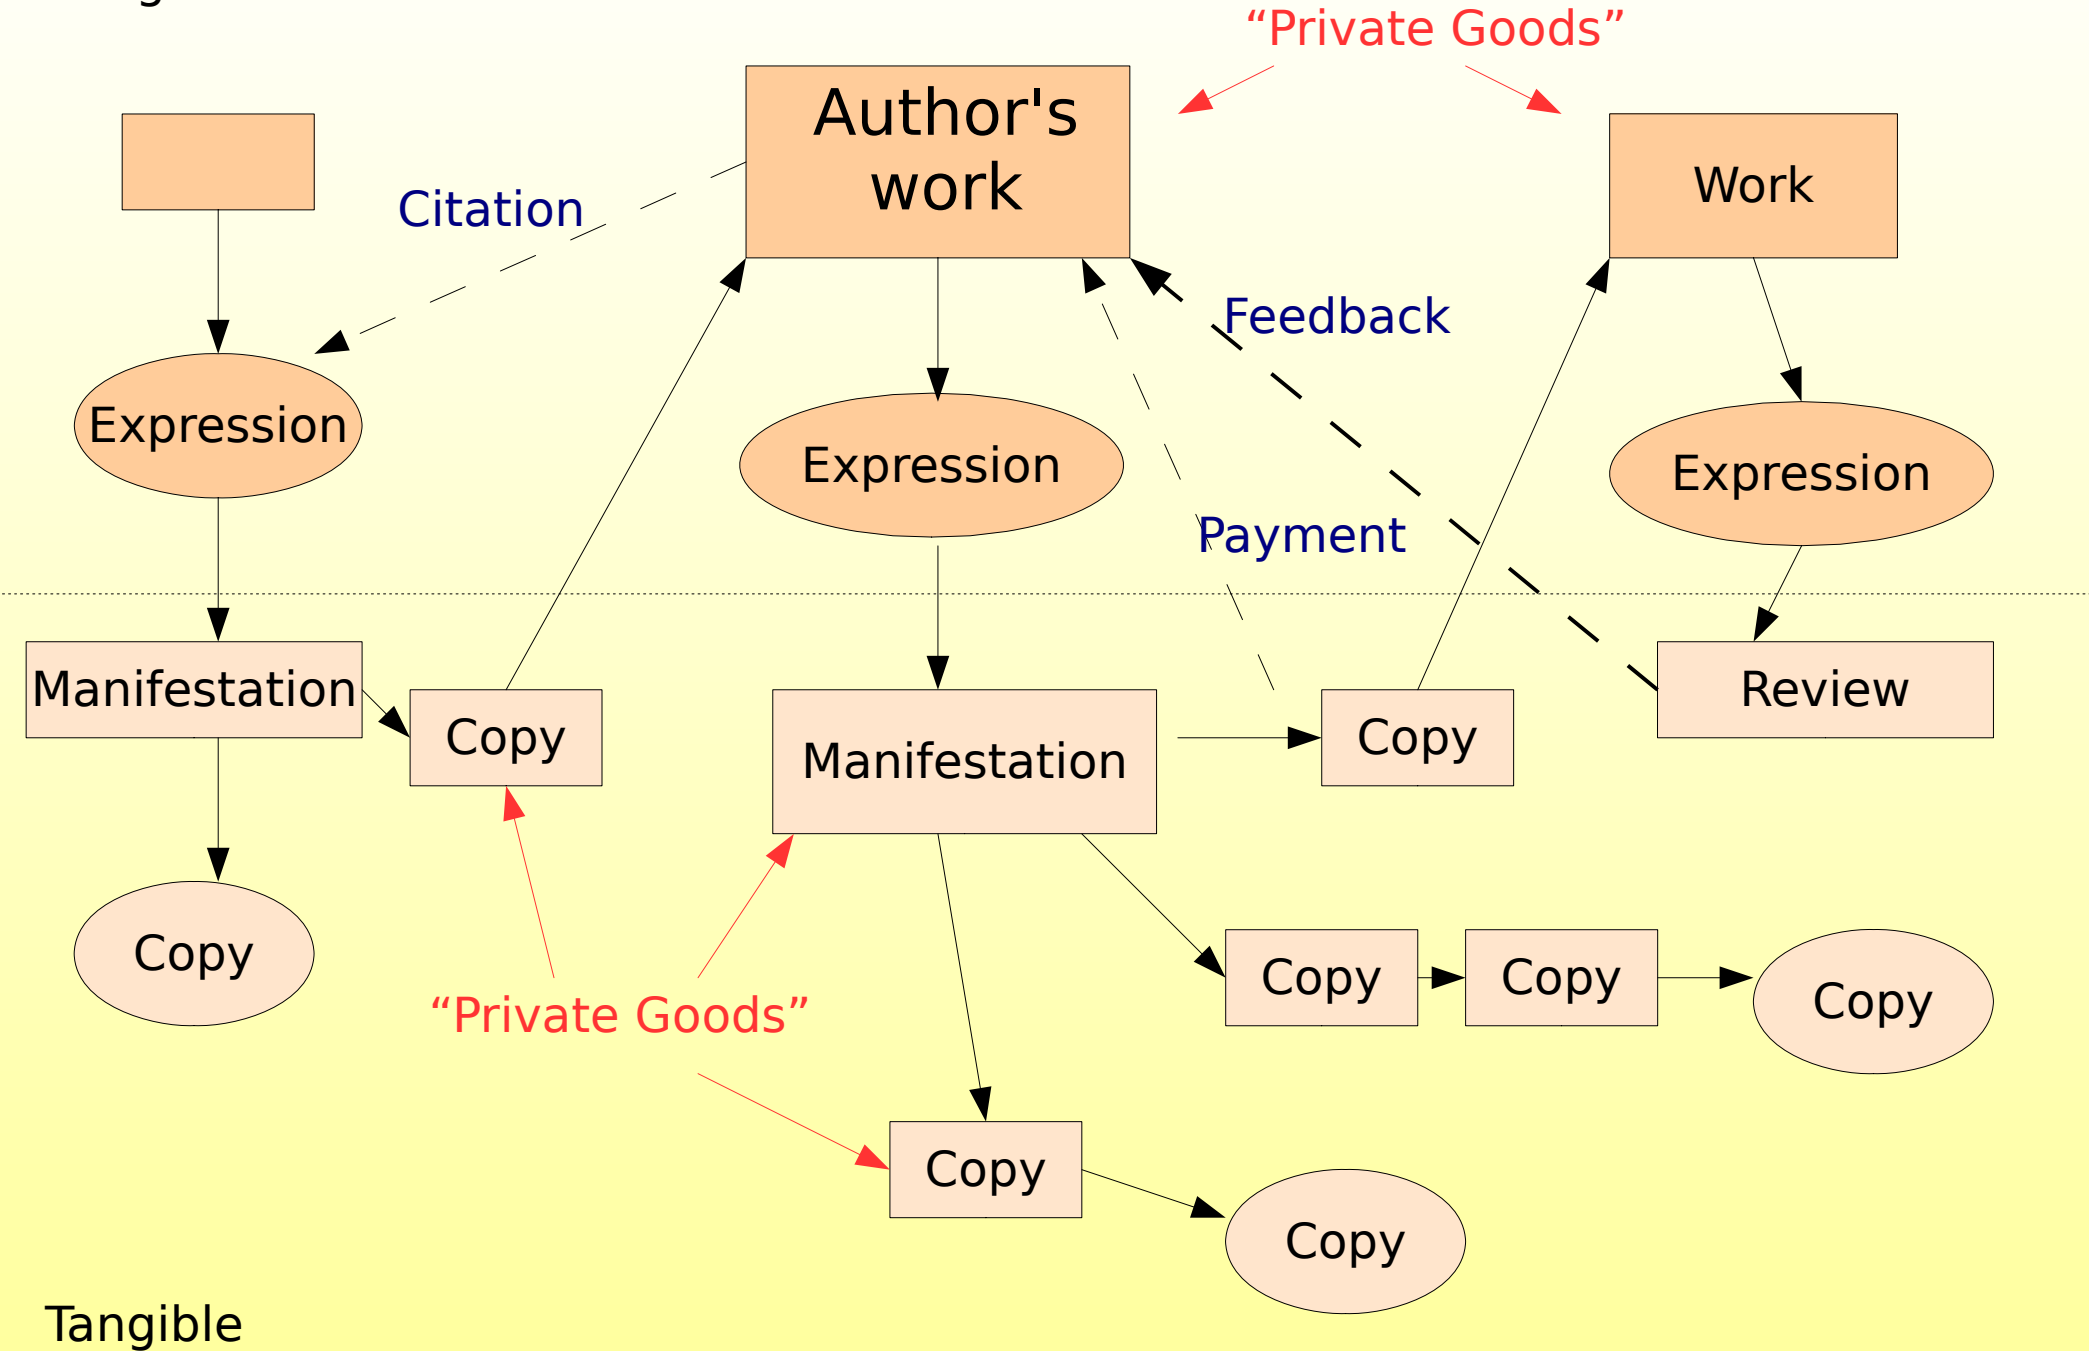 “Private Goods”
Author's
work
Work
Citation
Feedback
Expression
Expression
Expression
Payment
Manifestation
Copy
Manifestation
Copy
Review
Copy
“Private Goods”
Copy
Copy
Copy
Copy
Copy
Tangible